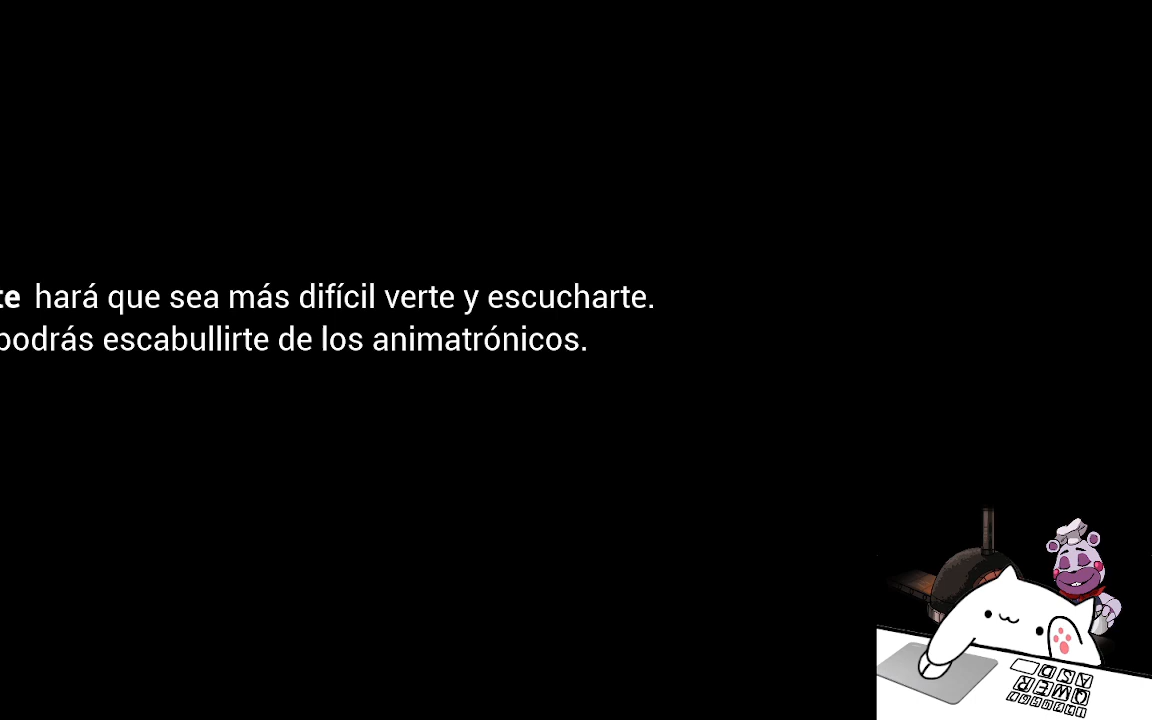 te hará que sea más difícil verte y escucharte.
podrás escabullirte de los animatrónicos.